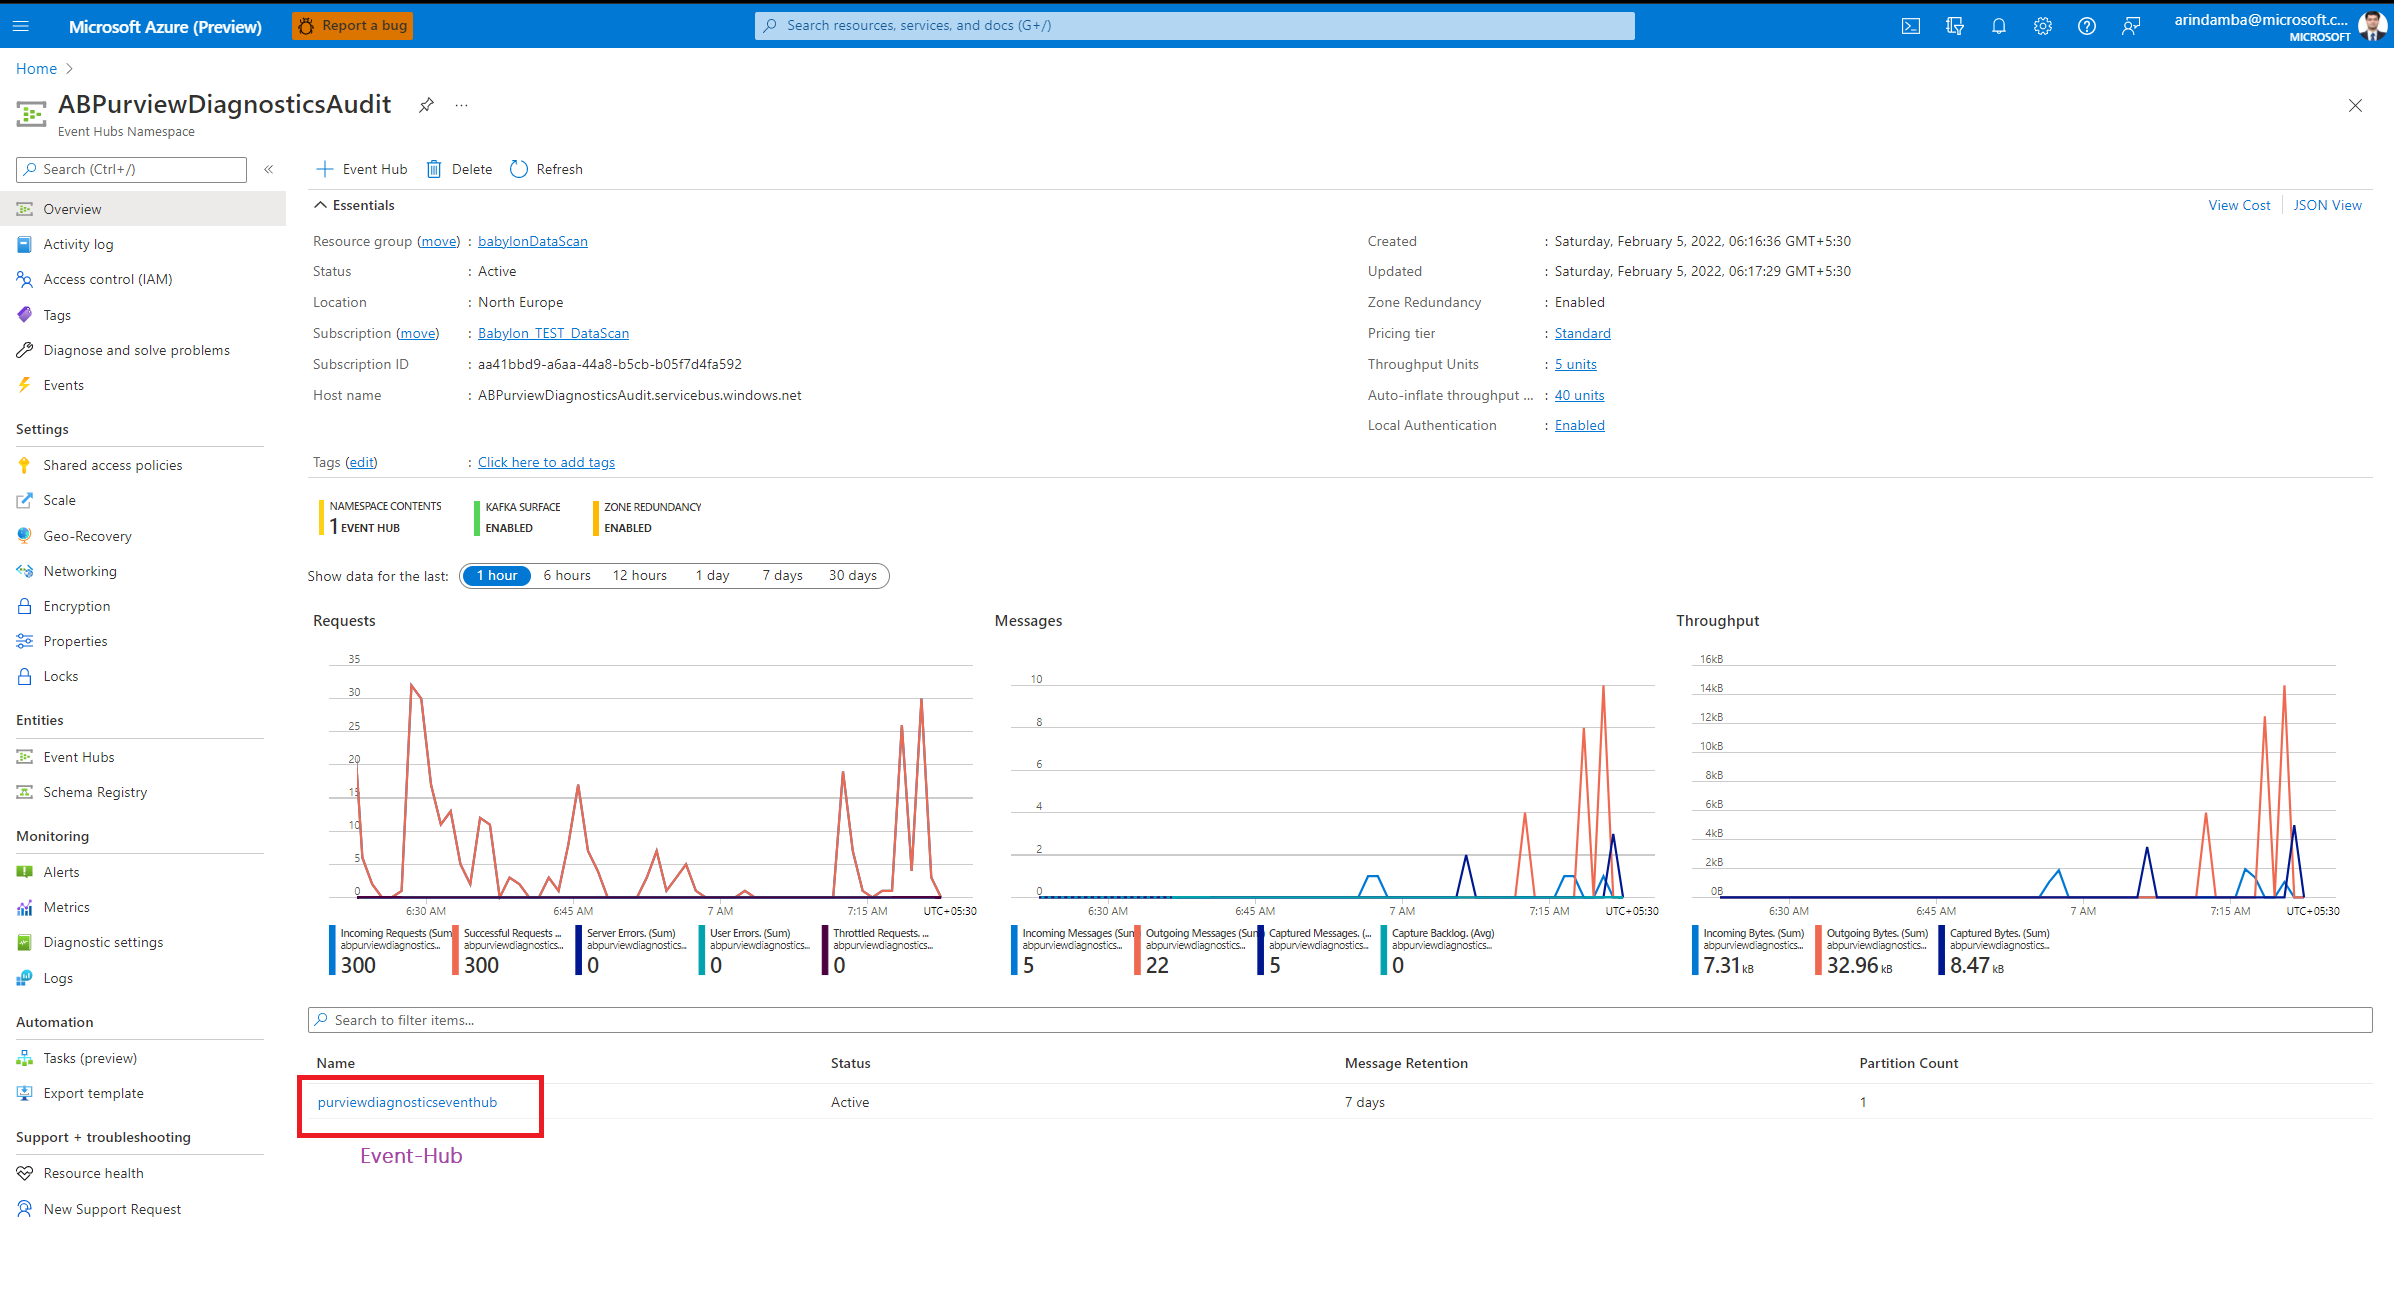 Microsoft Azure (Preview)
Report a bug
Search resources, services, and docs (G+/)
arindamba@microsoft.c...
MICROSOFT
Home
ABPurviewDiagnosticsAudit
Event Hubs Namespace
Search (Ctrl+/)
Overview
Activity log
Access control (IAM)
Tags
Diagnose and solve problems
Events
Settings
Shared access policies
Scale
Geo-Recovery
Networking
Encryption
Properties
Locks
Entities
Event Hubs
Schema Registry
Monitoring
Alerts
Metrics
Diagnostic settings
Logs
Automation
Tasks (preview)
Export template
Support + troubleshooting
Resource health
New Support Request
Event Hub
Delete
Refresh
Essentials
View Cost
JSON View
Resource group (move) : babylonDataScan
Status : Active
Location : North Europe
Subscription (move) : Babylon_TEST_DataScan
Subscription ID : aa41bbd9-a6aa-44a8-b5cb-b05f7d4fa592
Host name : ABPurviewDiagnosticsAudit.servicebus.windows.net
Created : Saturday, February 5, 2022, 06:16:36 GMT+5:30
Updated : Saturday, February 5, 2022, 06:17:29 GMT+5:30
Zone Redundancy : Enabled
Pricing tier : Standard
Throughput Units : 5 units
Auto-inflate throughput ... : 40 units
Local Authentication : Enabled
Tags (edit) : Click here to add tags
NAMESPACE CONTENTS
1 EVENT HUB
KAFKA SURFACE
ENABLED
ZONE REDUNDANCY
ENABLED
Show data for the last: 1 hour 6 hours 12 hours 1 day 7 days 30 days
Requests
35
30
25
20
15
10
5
0
6:30 AM 6:45 AM 7 AM 7:15 AM UTC+05:30
Incoming Requests (Sum
abpurviewdiagnostics...
300
Successful Requests ...
abpurviewdiagnostics...
300
Server Errors. (Sum)
abpurviewdiagnostics...
0
User Errors. (Sum)
abpurviewdiagnostics...
0
Throttled Requests. ...
abpurviewdiagnostics...
0
Messages
10
8
6
4
2
0
6:30 AM 6:45 AM 7 AM 7:15 AM UTC+05:30
Incoming Messages (Sum
abpurviewdiagnostics...
5
Outgoing Messages (Sum
abpurviewdiagnostics...
22
Captured Messages. (...
abpurviewdiagnostics...
5
Capture Backlog. (Avg)
abpurviewdiagnostics...
0
Throughput
16kB
14kB
12kB
10kB
8kB
6kB
4kB
2kB
0B
6:30 AM 6:45 AM 7 AM 7:15 AM UTC+05:30
Incoming Bytes. (Sum)
abpurviewdiagnostics...
7.31 kB
Outgoing Bytes. (Sum)
abpurviewdiagnostics...
32.96 kB
Captured Bytes. (Sum)
abpurviewdiagnostics...
8.47 kB
Search to filter items...
Name Status Message Retention Partition Count
purviewdiagnosticseventhub Active 7 days 1
Event-Hub